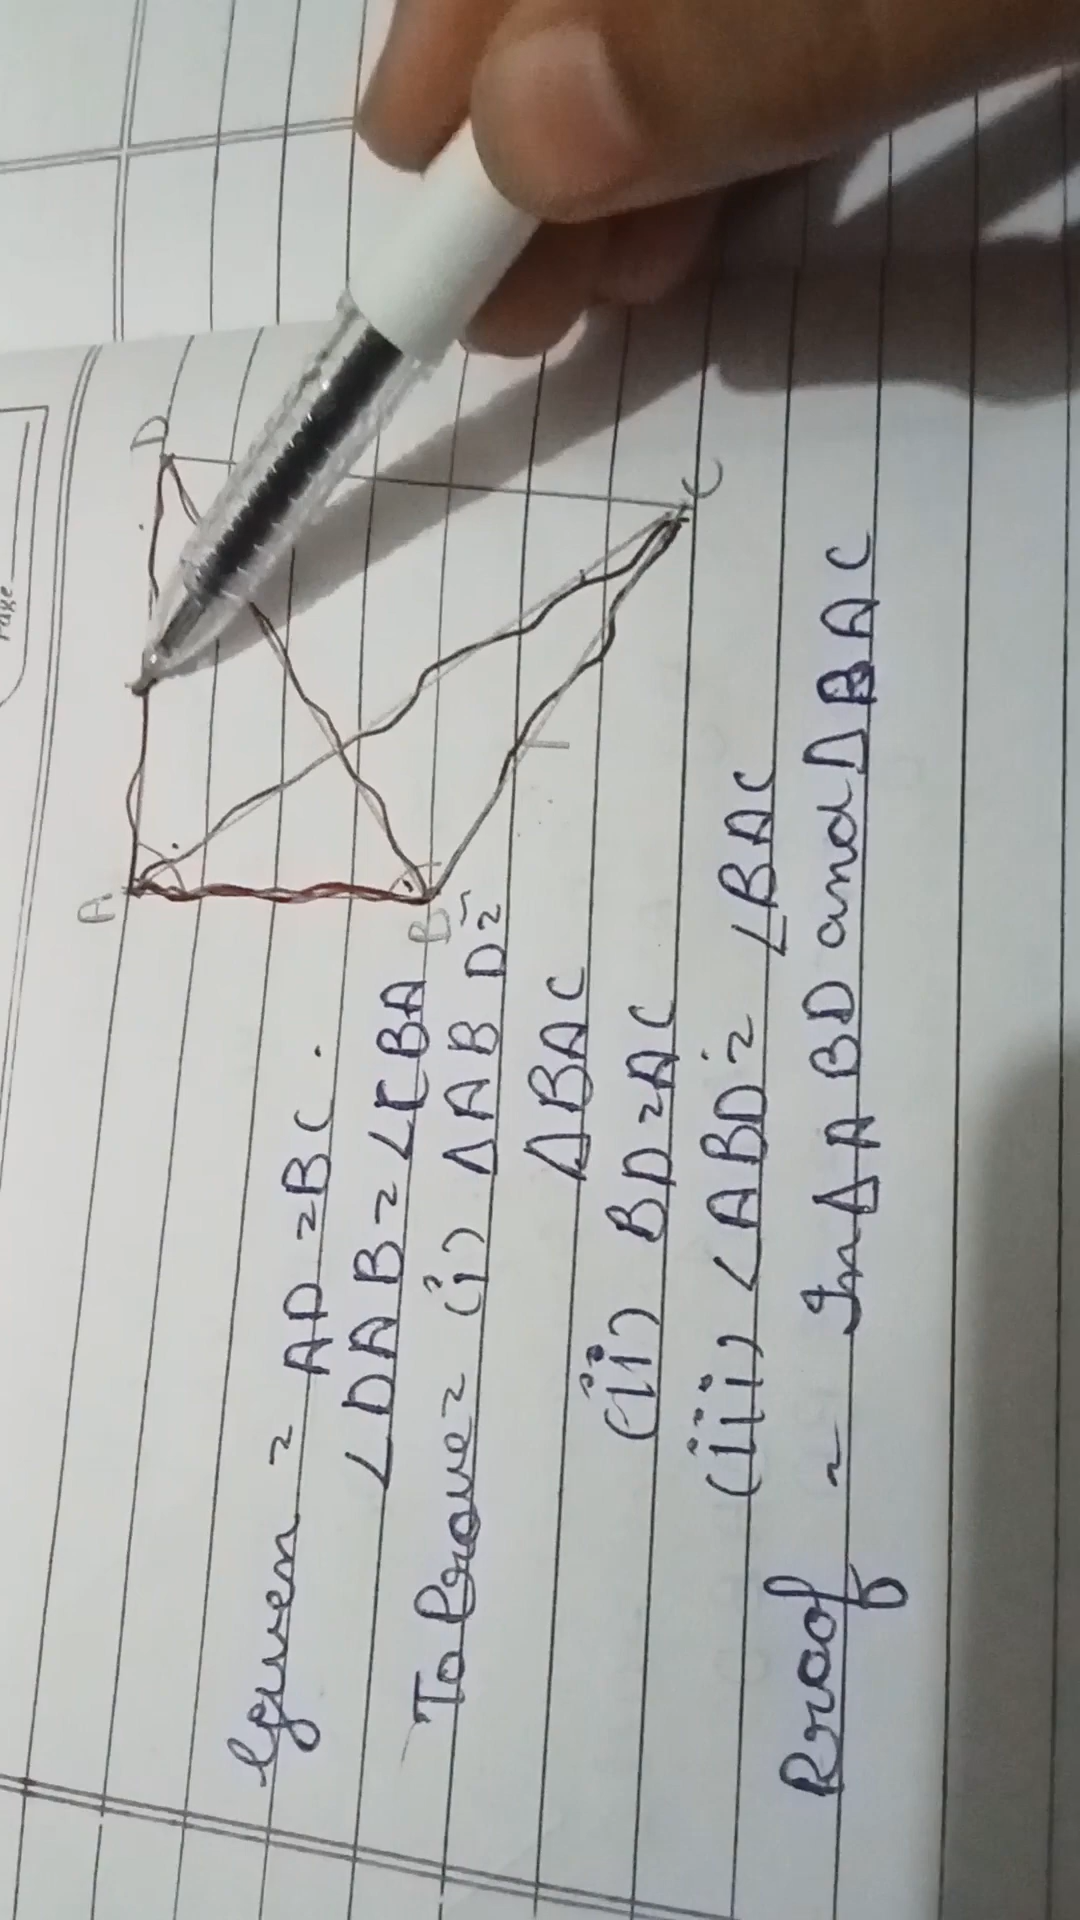 Page
D
C
A
B
Given = AD = BC.
∠DAB = ∠CBA
To Prove = (i) ΔABD ≅
ΔBAC
(ii) BD = AC
(iii) ∠ABD = ∠BAC
Proof = In ΔABD and ΔBAC